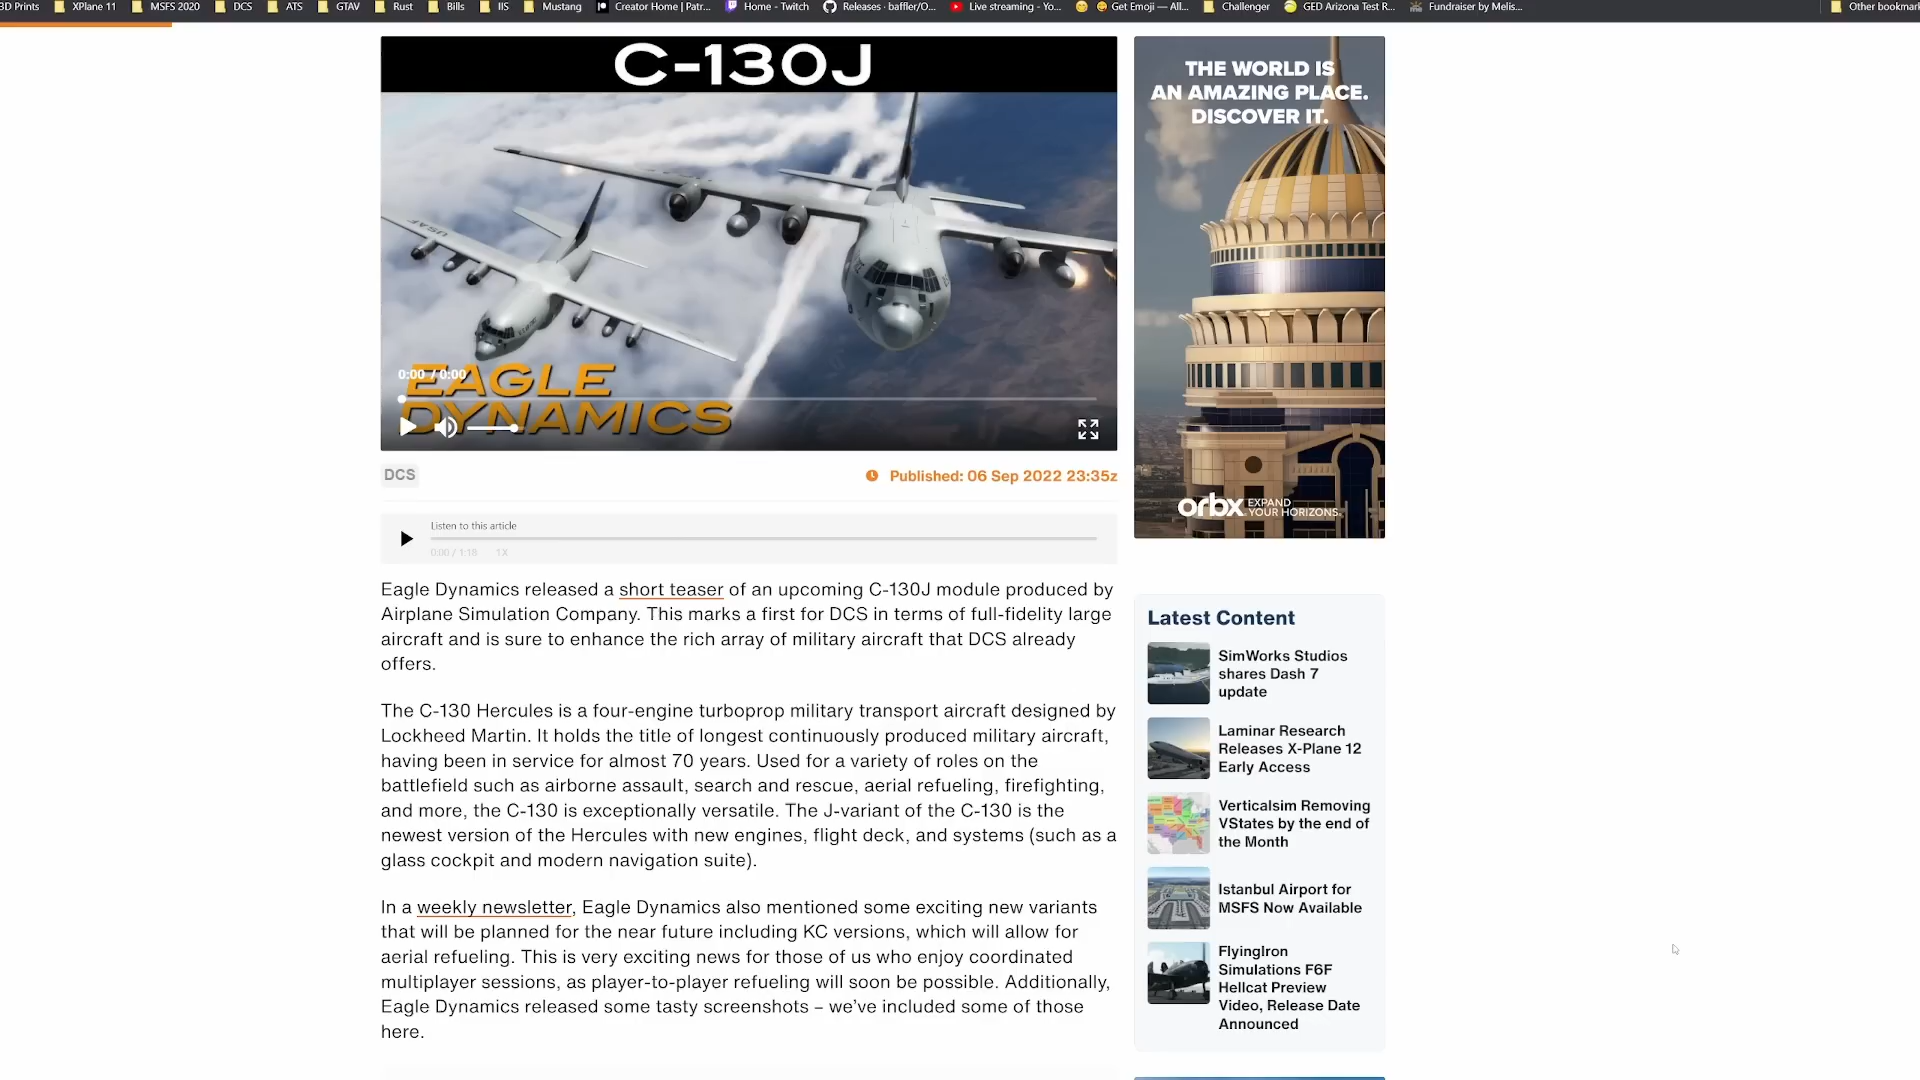 3D Prints XPlane 11 MSFS 2020 DCS ATS GTAV Rust Bills IIS Mustang Creator Home | Patr... Home - Twitch Releases · baffler/O... Live streaming - Yo... Get Emoji — All... Challenger GED Arizona Test R... Fundraiser by Melis... Other bookmar
C-130J
USAF
EAGLE
DYNAMICS
0:00 / 0:00
DCS
Published: 06 Sep 2022 23:35z
Listen to this article
0:00 / 1:18 1X
Eagle Dynamics released a short teaser of an upcoming C-130J module produced by
Airplane Simulation Company. This marks a first for DCS in terms of full-fidelity large
aircraft and is sure to enhance the rich array of military aircraft that DCS already
offers.
The C-130 Hercules is a four-engine turboprop military transport aircraft designed by
Lockheed Martin. It holds the title of longest continuously produced military aircraft,
having been in service for almost 70 years. Used for a variety of roles on the
battlefield such as airborne assault, search and rescue, aerial refueling, firefighting,
and more, the C-130 is exceptionally versatile. The J-variant of the C-130 is the
newest version of the Hercules with new engines, flight deck, and systems (such as a
glass cockpit and modern navigation suite).
In a weekly newsletter, Eagle Dynamics also mentioned some exciting new variants
that will be planned for the near future including KC versions, which will allow for
aerial refueling. This is very exciting news for those of us who enjoy coordinated
multiplayer sessions, as player-to-player refueling will soon be possible. Additionally,
Eagle Dynamics released some tasty screenshots – we've included some of those
here.
THE WORLD IS
AN AMAZING PLACE.
DISCOVER IT.
orbx EXPAND
YOUR HORIZONS.
Latest Content
SimWorks Studios
shares Dash 7
update
Laminar Research
Releases X-Plane 12
Early Access
Verticalsim Removing
VStates by the end of
the Month
Istanbul Airport for
MSFS Now Available
FlyingIron
Simulations F6F
Hellcat Preview
Video, Release Date
Announced